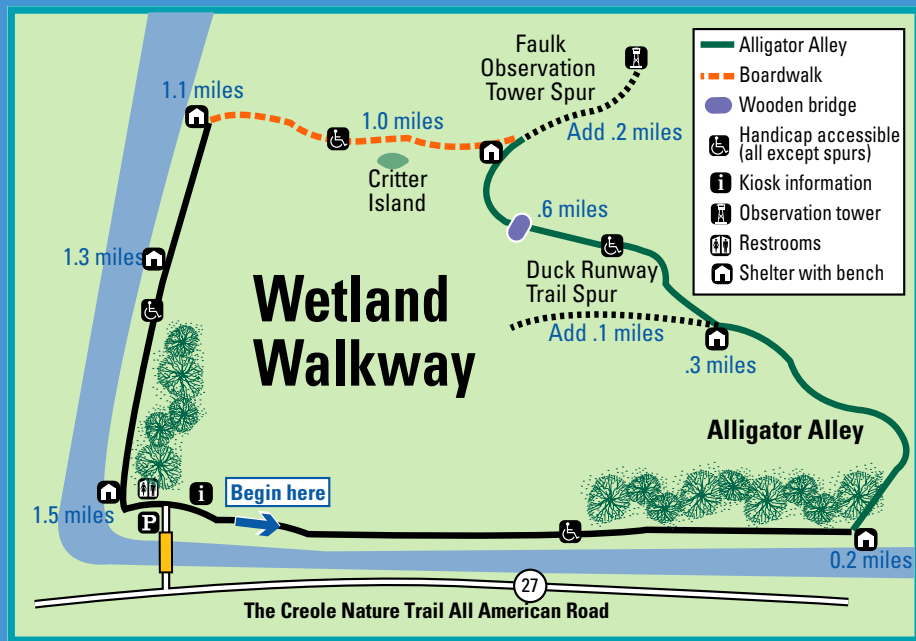 Faulk
Observation
Tower Spur
Alligator Alley
Boardwalk
Wooden bridge
Handicap accessible
(all except spurs)
i
Kiosk information
Observation tower
Restrooms
Shelter with bench
1.1 miles
1.0 miles
Add .2 miles
Critter
Island
.6 miles
1.3 miles
Duck Runway
Trail Spur
Add .1 miles
.3 miles
Wetland
Walkway
Alligator Alley
i
Begin here
1.5 miles
P
0.2 miles
27
The Creole Nature Trail All American Road